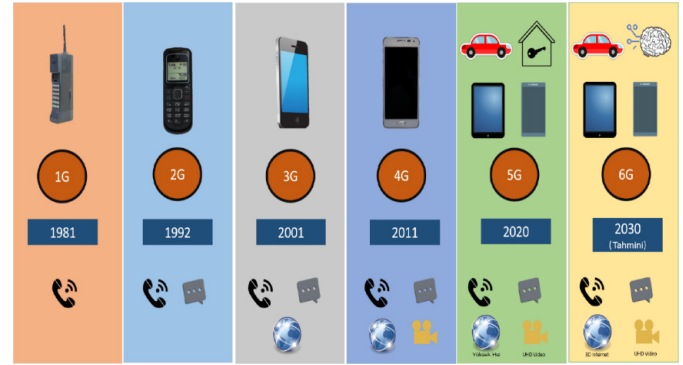 1G
1981
2G
1992
3G
2001
4G
2011
5G
2020
Yüksek Hız
UHD Video
6G
2030
(Tahmini)
3D Internet
UHD Video